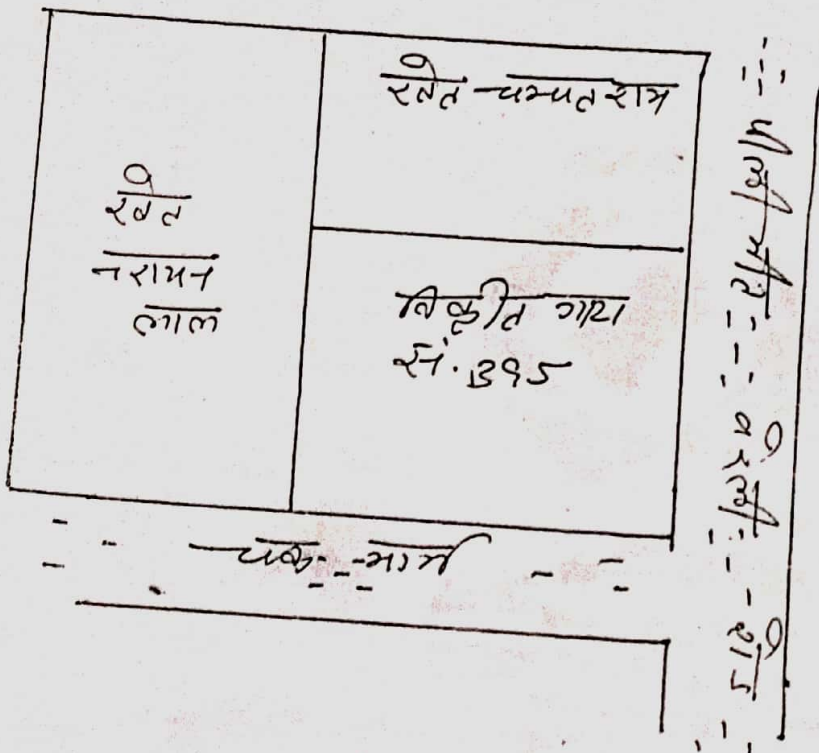 खेत चम्पतराम
खेत
नरायन
लाल
विक्रीत गाटा
सं. 395
चक मार्ग
पीलीभीत बरेली रोड